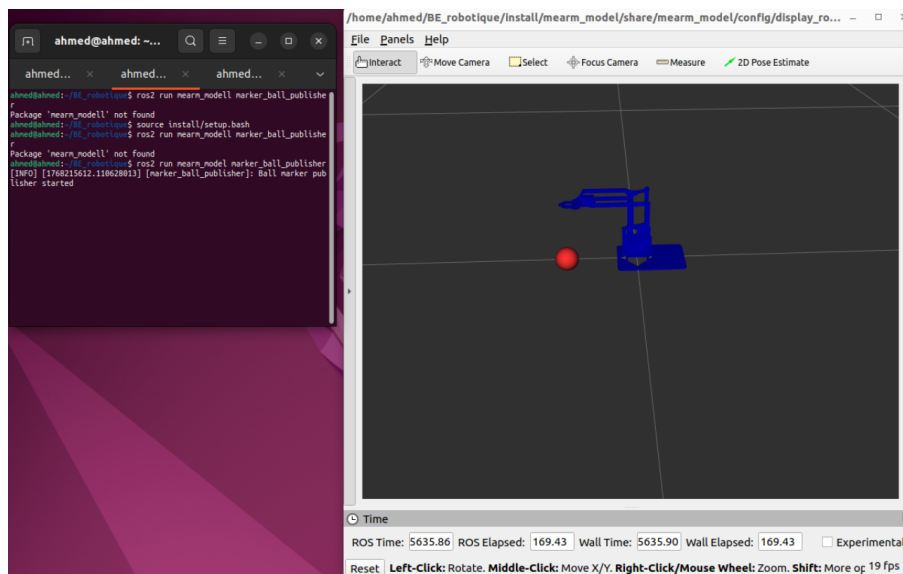 ahmed@ahmed: ~...
ahmed...
ahmed...
ahmed...
ahmed@ahmed:~/BE_robotique$ ros2 run mearm_modell marker_ball_publishe
r
Package 'mearm_modell' not found
ahmed@ahmed:~/BE_robotique$ source install/setup.bash
ahmed@ahmed:~/BE_robotique$ ros2 run mearm_modell marker_ball_publishe
r
Package 'mearm_modell' not found
ahmed@ahmed:~/BE_robotique$ ros2 run mearm_model marker_ball_publisher
[INFO] [1768215612.110628013] [marker_ball_publisher]: Ball marker pub
lisher started
/home/ahmed/BE_robotique/install/mearm_model/share/mearm_model/config/display_ro...
File Panels Help
Interact Move Camera Select Focus Camera Measure 2D Pose Estimate
Time
ROS Time: 5635.86 ROS Elapsed: 169.43 Wall Time: 5635.90 Wall Elapsed: 169.43 Experimental
Reset Left-Click: Rotate. Middle-Click: Move X/Y. Right-Click/Mouse Wheel: Zoom. Shift: More op 19 fps